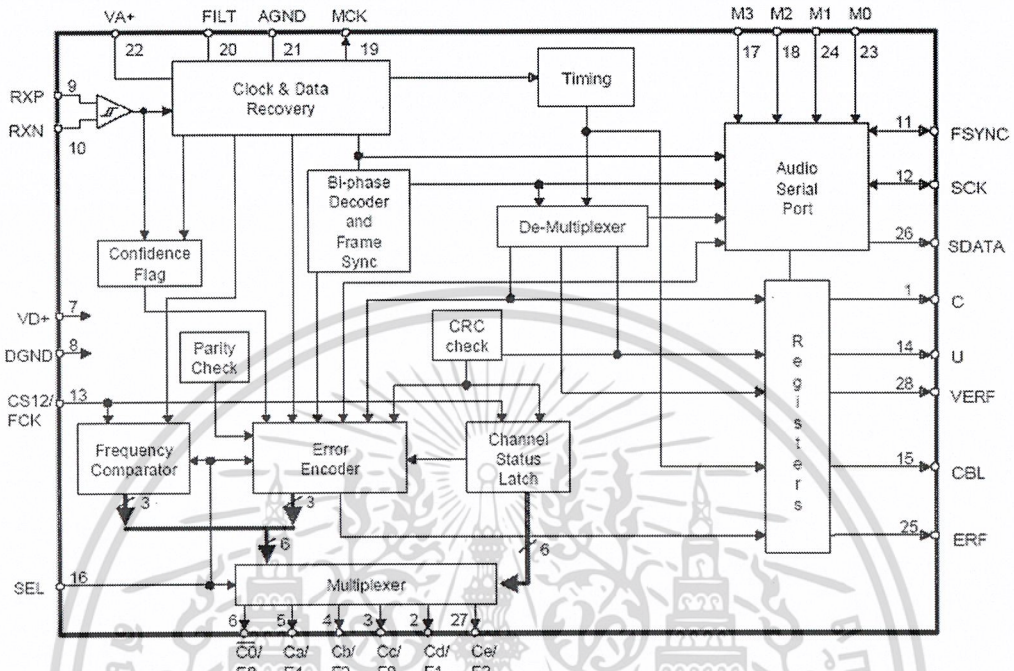 VA+ FILT AGND MCK M3 M2 M1 M0
22 20 21 19 17 18 24 23
RXP 9
RXN 10
Clock & Data
Recovery
Timing
Audio
Serial
Port
11 FSYNC
12 SCK
26 SDATA
Bi-phase
Decoder
and
Frame
Sync
De-Multiplexer
Confidence
Flag
VD+ 7
DGND 8
CS12/
FCK
13
Parity
Check
CRC
check
Registers
1 C
14 U
28 VERF
15 CBL
25 ERF
Frequency
Comparator
Error
Encoder
Channel
Status
Latch
3 3
6 6
SEL 16
Multiplexer
6 5 4 3 2 27
C0/ Ca/ Cb/ Cc/ Cd/ Ce/